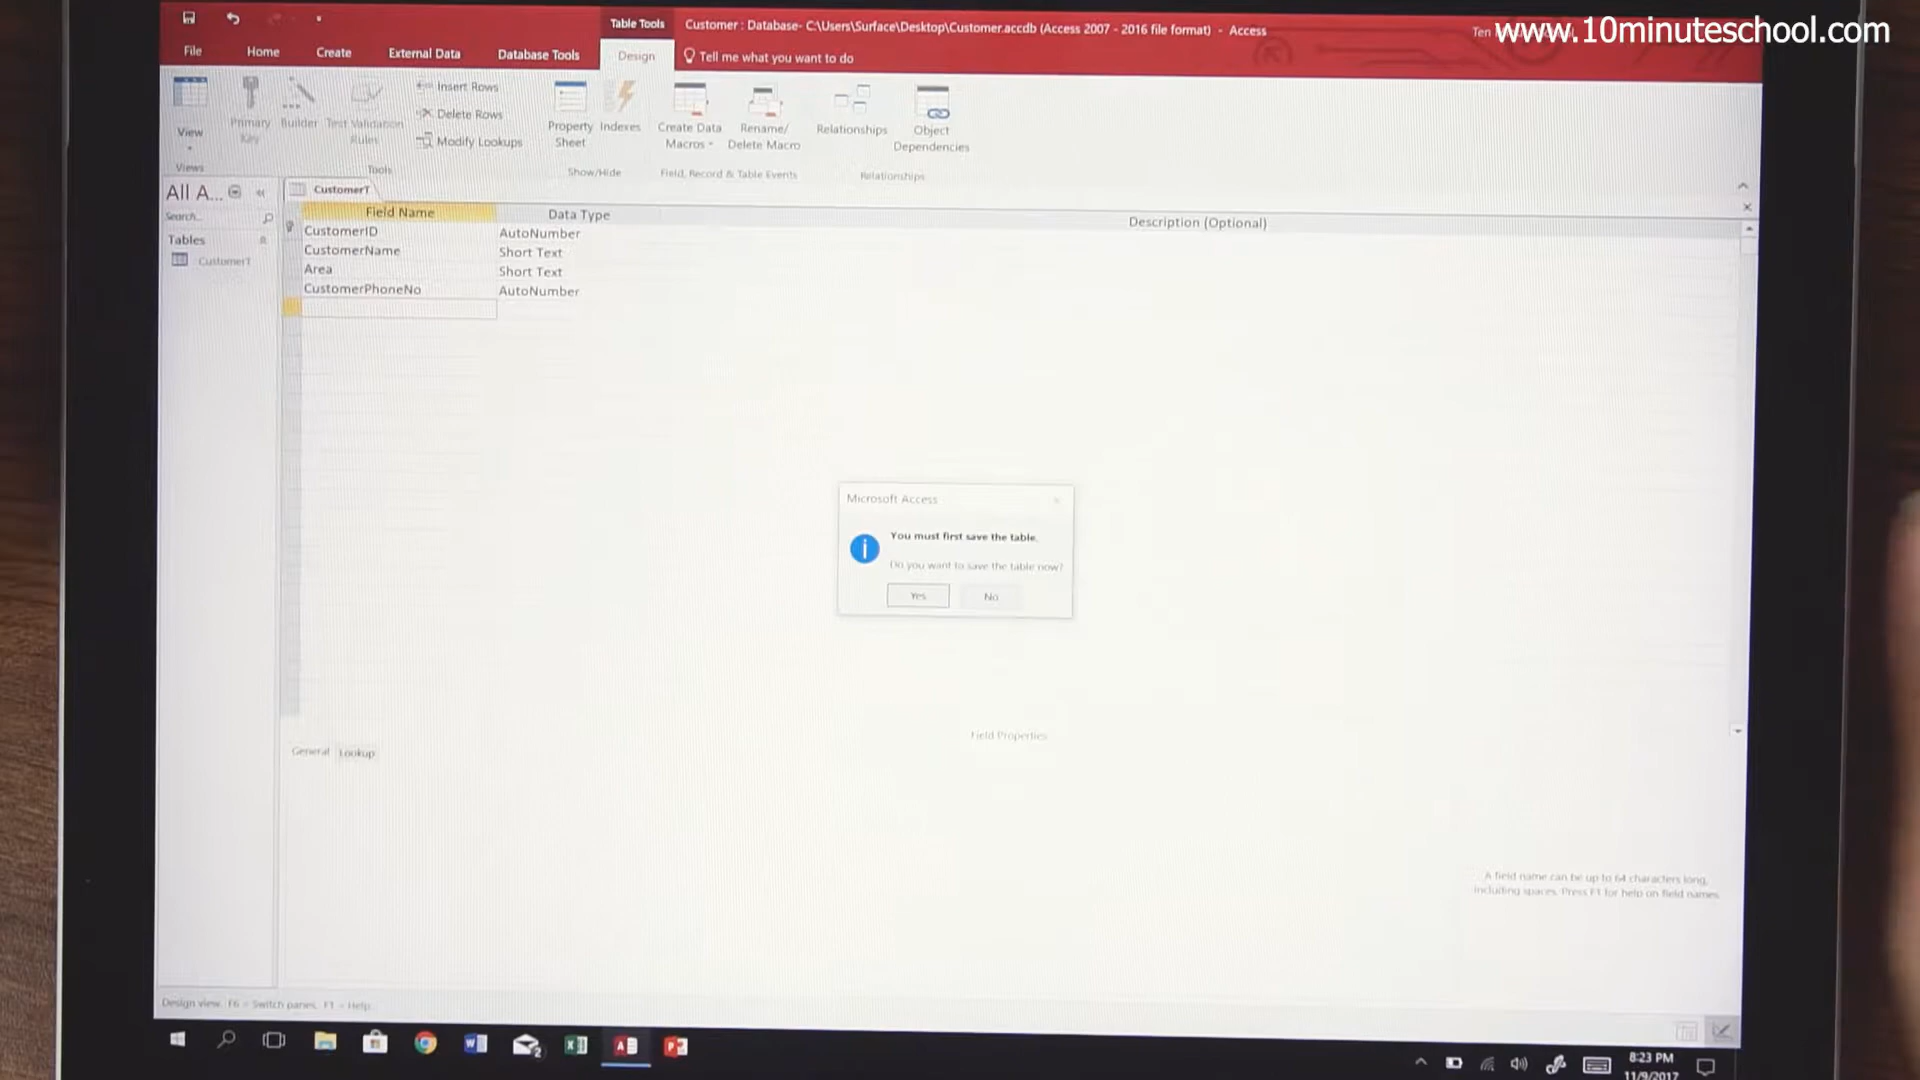 www.10minuteschool.com
Table Tools
Customer : Database- C:\Users\Surface\Desktop\Customer.accdb (Access 2007 - 2016 file format) - Access
Ten
File
Home
Create
External Data
Database Tools
Design
Tell me what you want to do
View
Primary Key
Builder
Test Validation Rules
Insert Rows
Delete Rows
Modify Lookups
Property Sheet
Indexes
Create Data Macros
Rename/ Delete Macro
Relationships
Object Dependencies
Views
Tools
Show/Hide
Field, Record & Table Events
Relationships
All A...
Search...
Tables
CustomerT
CustomerT
Field Name
Data Type
Description (Optional)
CustomerID
AutoNumber
CustomerName
Short Text
Area
Short Text
CustomerPhoneNo
AutoNumber
Microsoft Access
You must first save the table.
Do you want to save the table now?
Yes
No
Field Properties
General
Lookup
A field name can be up to 64 characters long,
including spaces. Press F1 for help on field names.
Design view. F6 = Switch panes. F1 = Help.
8:23 PM
11/9/2017